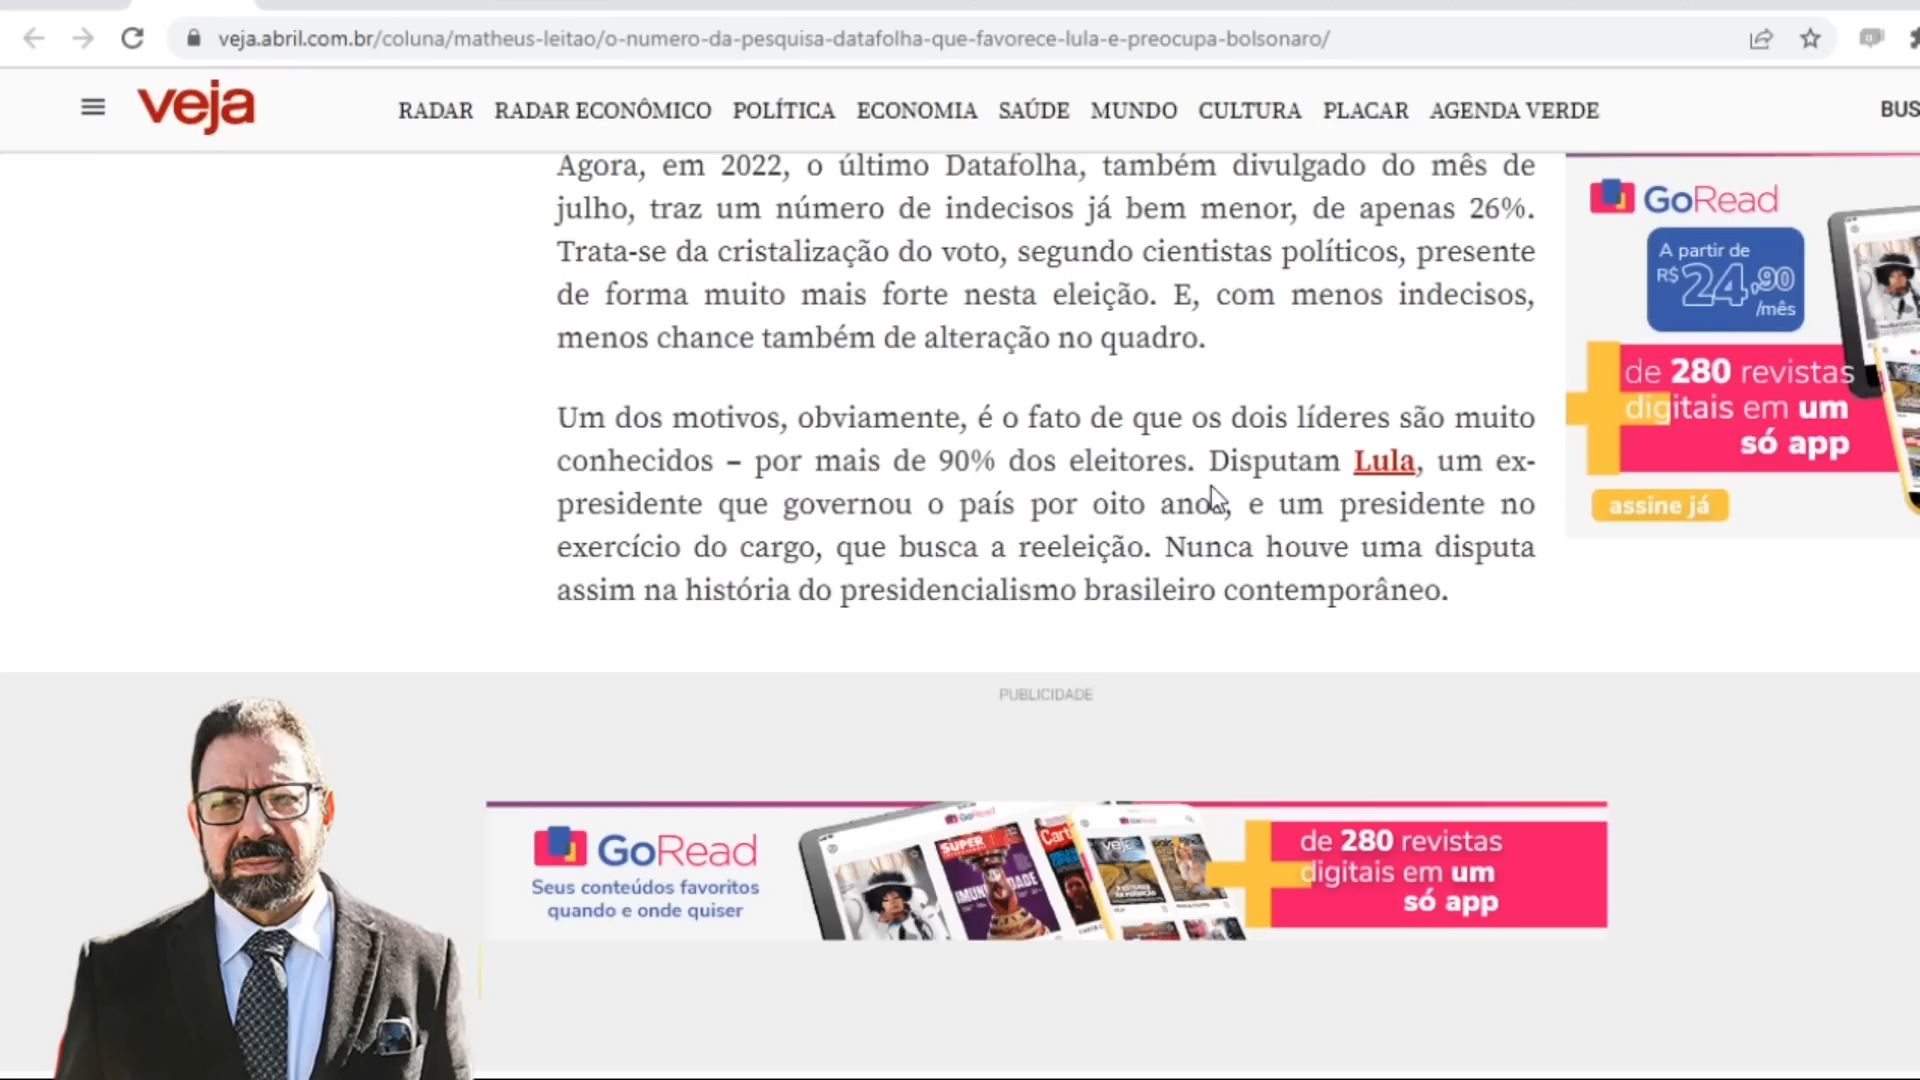 veja.abril.com.br/coluna/matheus-leitao/o-numero-da-pesquisa-datafolha-que-favorece-lula-e-preocupa-bolsonaro/
veja
RADAR RADAR ECONÔMICO POLÍTICA ECONOMIA SAÚDE MUNDO CULTURA PLACAR AGENDA VERDE
BUS
Agora, em 2022, o último Datafolha, também divulgado do mês de
julho, traz um número de indecisos já bem menor, de apenas 26%.
Trata-se da cristalização do voto, segundo cientistas políticos, presente
de forma muito mais forte nesta eleição. E, com menos indecisos,
menos chance também de alteração no quadro.
Um dos motivos, obviamente, é o fato de que os dois líderes são muito
conhecidos – por mais de 90% dos eleitores. Disputam Lula, um ex-
presidente que governou o país por oito anos, e um presidente no
exercício do cargo, que busca a reeleição. Nunca houve uma disputa
assim na história do presidencialismo brasileiro contemporâneo.
GoRead
A partir de
R$ 24,90
/mês
de 280 revistas
digitais em um
só app
assine já
PUBLICIDADE
GoRead
Seus conteúdos favoritos
quando e onde quiser
GoRead
SUPER
veja
de 280 revistas
digitais em um
só app